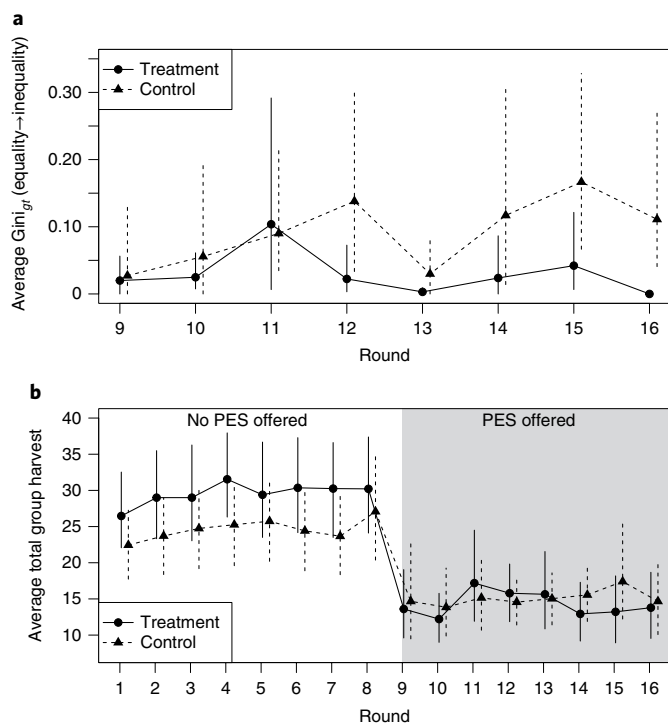 a
Average Gini_gt (equality→inequality)
0.30
0.20
0.10
0
Treatment
Control
9 10 11 12 13 14 15 16
Round
b
Average total group harvest
40
35
30
25
20
15
10
No PES offered PES offered
Treatment
Control
1 2 3 4 5 6 7 8 9 10 11 12 13 14 15 16
Round